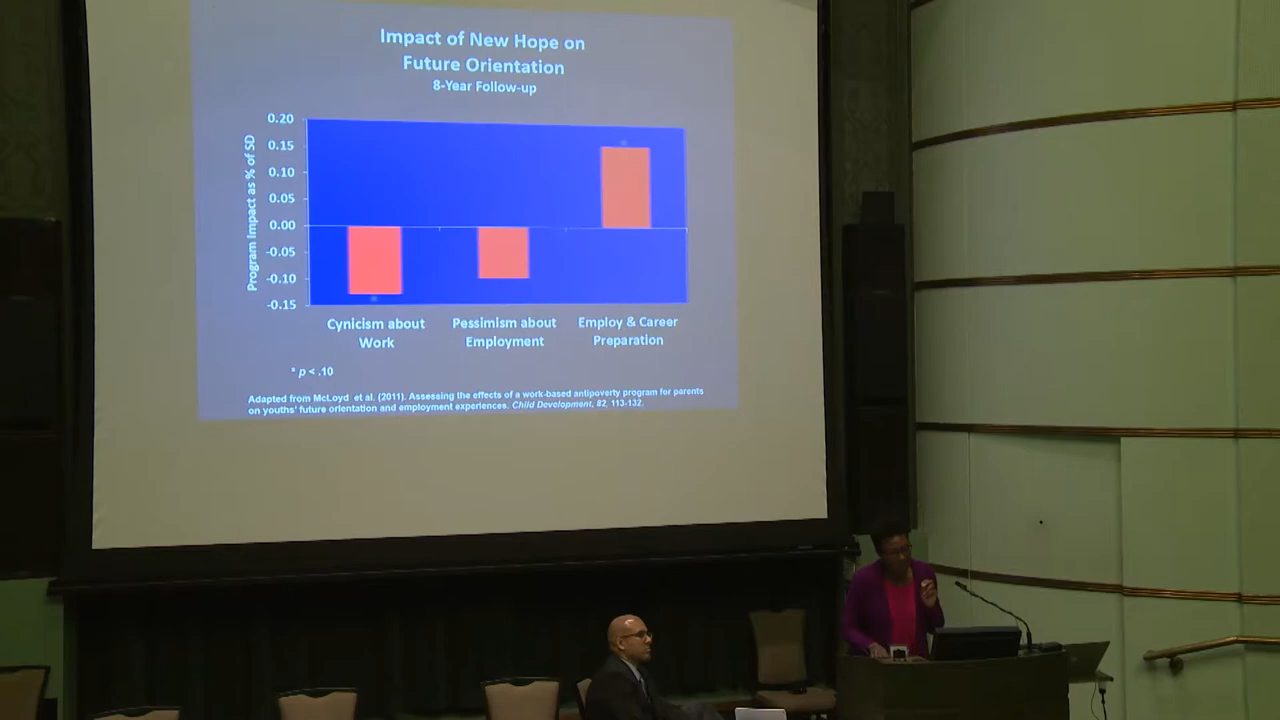 Impact of New Hope on
Future Orientation
8-Year Follow-up
Program Impact as % of SD
0.20
0.15
0.10
0.05
0.00
-0.05
-0.10
-0.15
*
*
Cynicism about
Work
Pessimism about
Employment
Employ & Career
Preparation
* p < .10
Adapted from McLoyd et al. (2011). Assessing the effects of a work-based antipoverty program for parents
on youths' future orientation and employment experiences. Child Development, 82, 113-132.